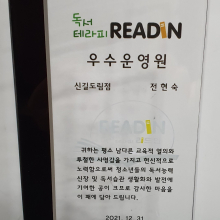 독서
테라피 READiN
우수운영원
신길도림점 전현숙
귀하는 평소 남다른 교육적 열의와
투철한 사명감을 가지고 헌신적으로
노력함으로써 청소년들의 독서능력
신장 및 독서습관 생활화와 발전에
기여한 공이 크므로 감사한 마음을
이 패에 담아 드립니다.
2021. 12. 31